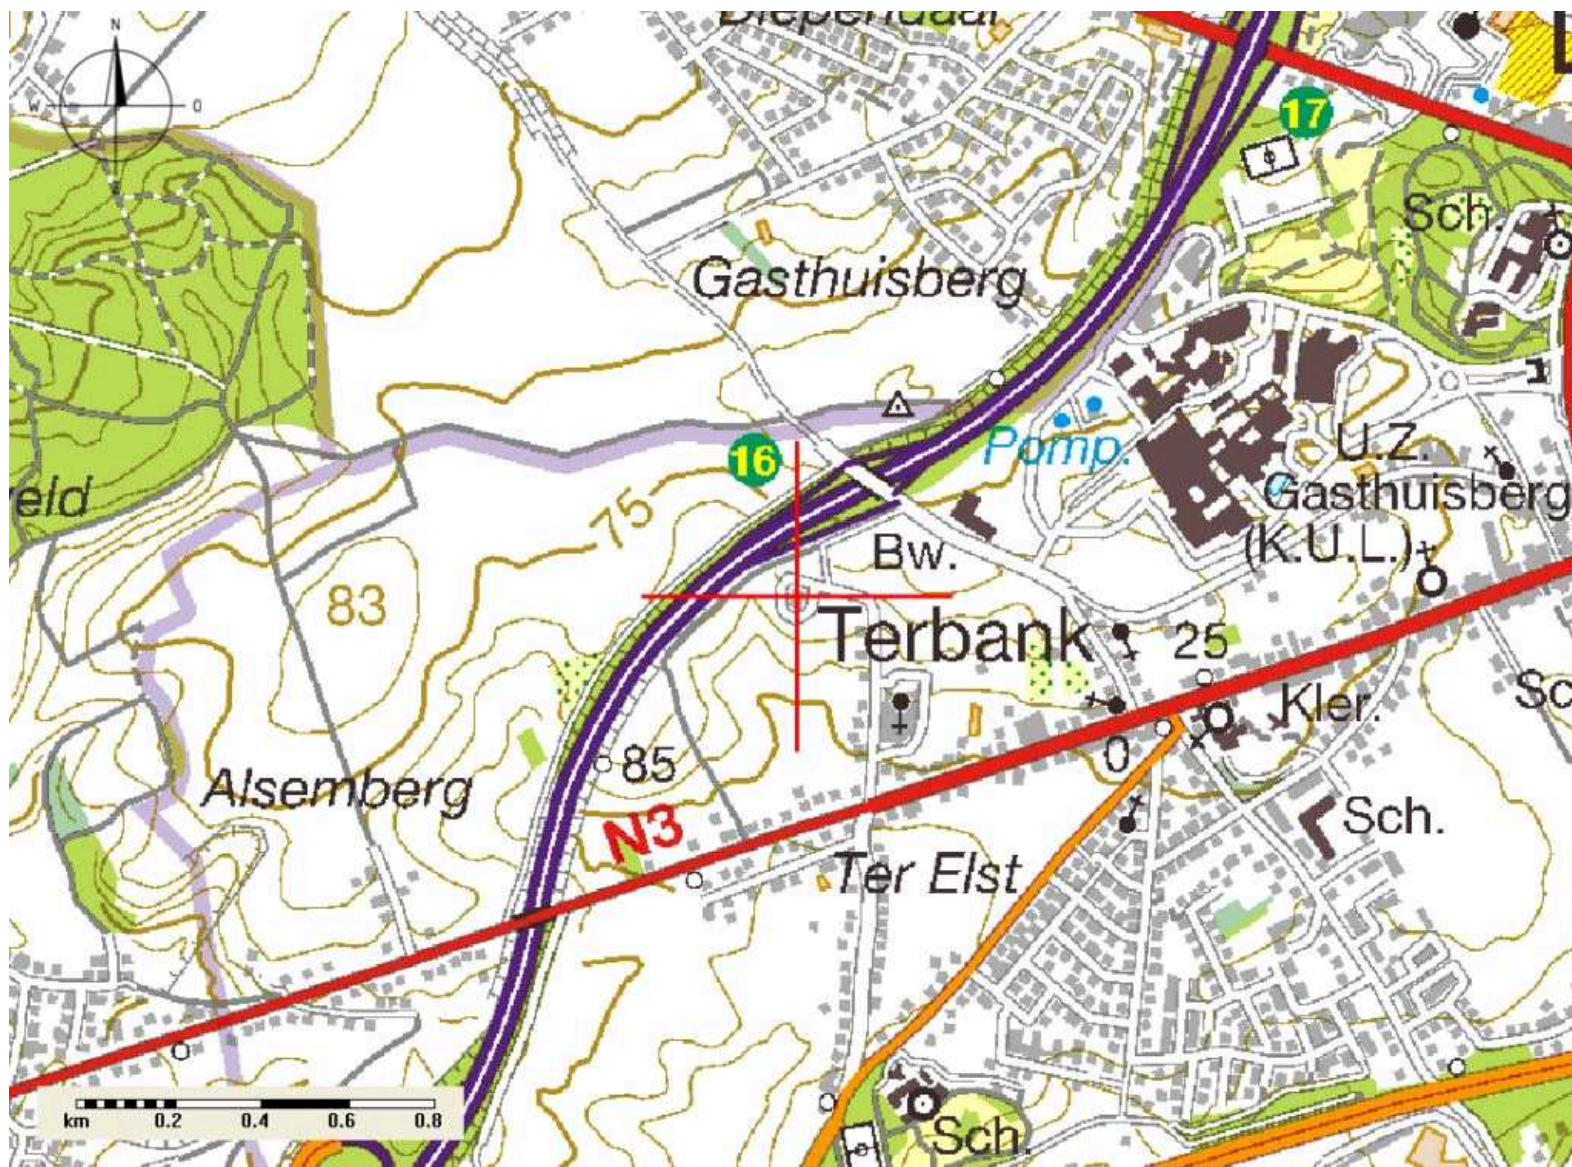 Diependaal
N
W
O
Z
17
Sch.
Gasthuisberg
16
Pomp.
1
U.Z.
Gasthuisberg
(K.U.L.)
eld
75
83
Bw.
Terbank
25
Kler.
Sc
85
0
Alsemberg
N3
Sch.
Ter Elst
km 0.2 0.4 0.6 0.8
Sch.